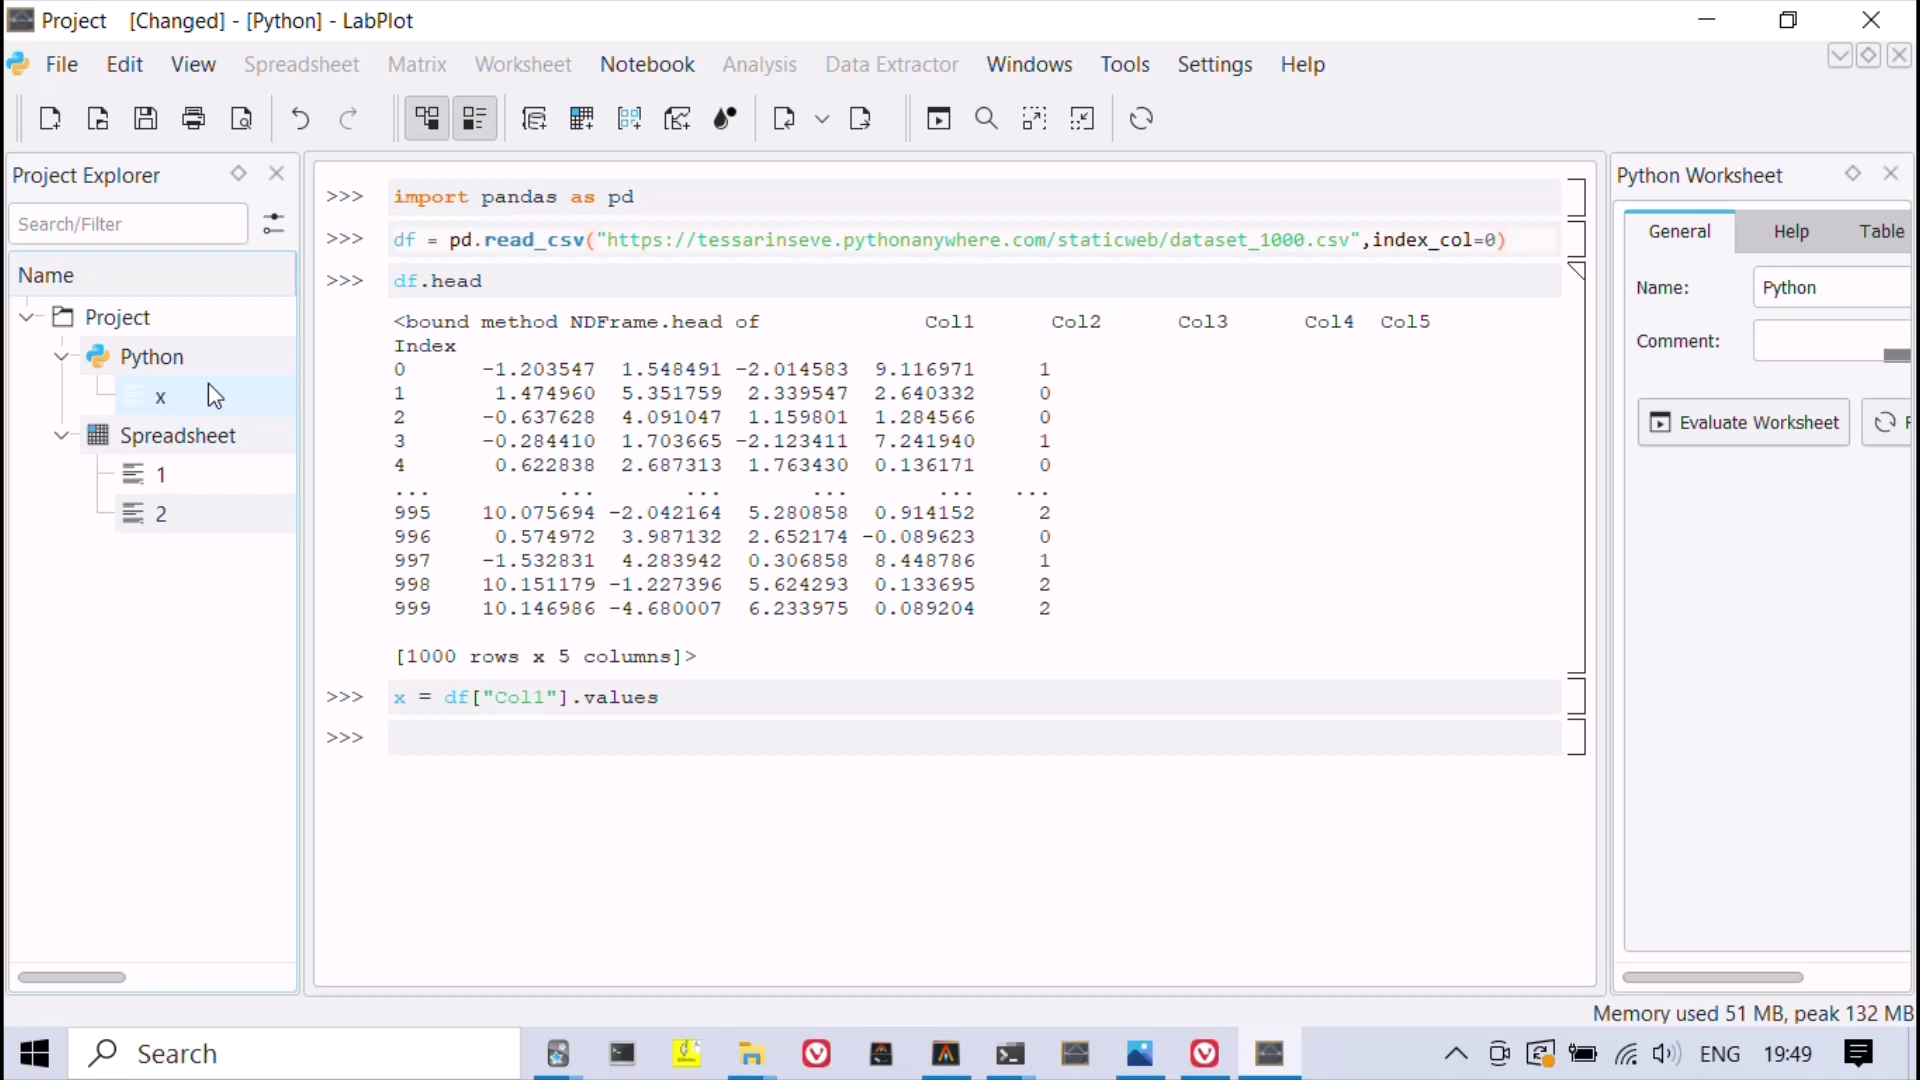 Project [Changed] - [Python] - LabPlot
File Edit View Spreadsheet Matrix Worksheet Notebook Analysis Data Extractor Windows Tools Settings Help
Project Explorer
Search/Filter
Name
Project
Python
x
Spreadsheet
1
2
>>> import pandas as pd
>>> df = pd.read_csv("https://tessarinseve.pythonanywhere.com/staticweb/dataset_1000.csv",index_col=0)
>>> df.head
<bound method NDFrame.head of Col1 Col2 Col3 Col4 Col5
Index
0 -1.203547 1.548491 -2.014583 9.116971 1
1 1.474960 5.351759 2.339547 2.640332 0
2 -0.637628 4.091047 1.159801 1.284566 0
3 -0.284410 1.703665 -2.123411 7.241940 1
4 0.622838 2.687313 1.763430 0.136171 0
... ... ... ... ... ...
995 10.075694 -2.042164 5.280858 0.914152 2
996 0.574972 3.987132 2.652174 -0.089623 0
997 -1.532831 4.283942 0.306858 8.448786 1
998 10.151179 -1.227396 5.624293 0.133695 2
999 10.146986 -4.680007 6.233975 0.089204 2
[1000 rows x 5 columns]>
>>> x = df["Col1"].values
>>>
Python Worksheet
General Help Table
Name: Python
Comment:
Evaluate Worksheet
Memory used 51 MB, peak 132 MB
Search
ENG 19:49